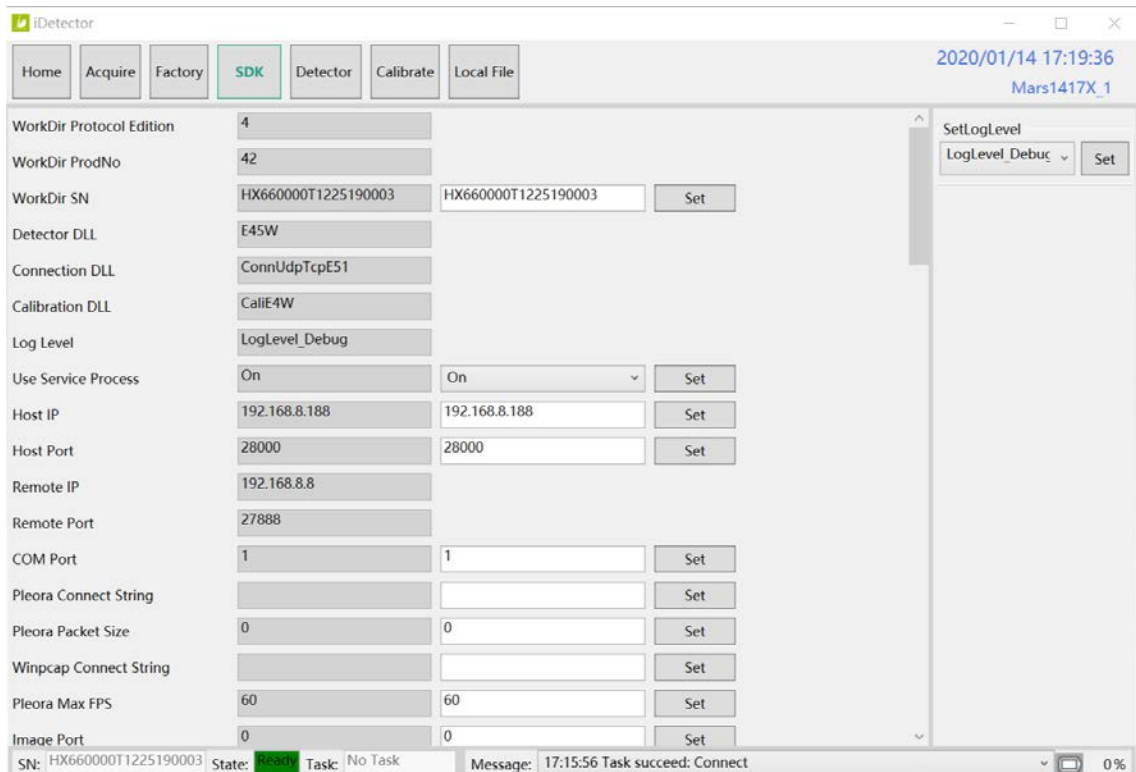 iDetector
Home Acquire Factory SDK Detector Calibrate Local File
2020/01/14 17:19:36
Mars1417X_1
WorkDir Protocol Edition 4
SetLogLevel
LogLevel_Debug Set
WorkDir ProdNo 42
WorkDir SN HX660000T1225190003 HX660000T1225190003 Set
Detector DLL E45W
Connection DLL ConnUdpTcpE51
Calibration DLL CaliE4W
Log Level LogLevel_Debug
Use Service Process On On Set
Host IP 192.168.8.188 192.168.8.188 Set
Host Port 28000 28000 Set
Remote IP 192.168.8.8
Remote Port 27888
COM Port 1 1 Set
Pleora Connect String Set
Pleora Packet Size 0 0 Set
Winpcap Connect String Set
Pleora Max FPS 60 60 Set
Image Port 0 0 Set
SN: HX660000T1225190003 State: Ready Task: No Task Message: 17:15:56 Task succeed: Connect 0%